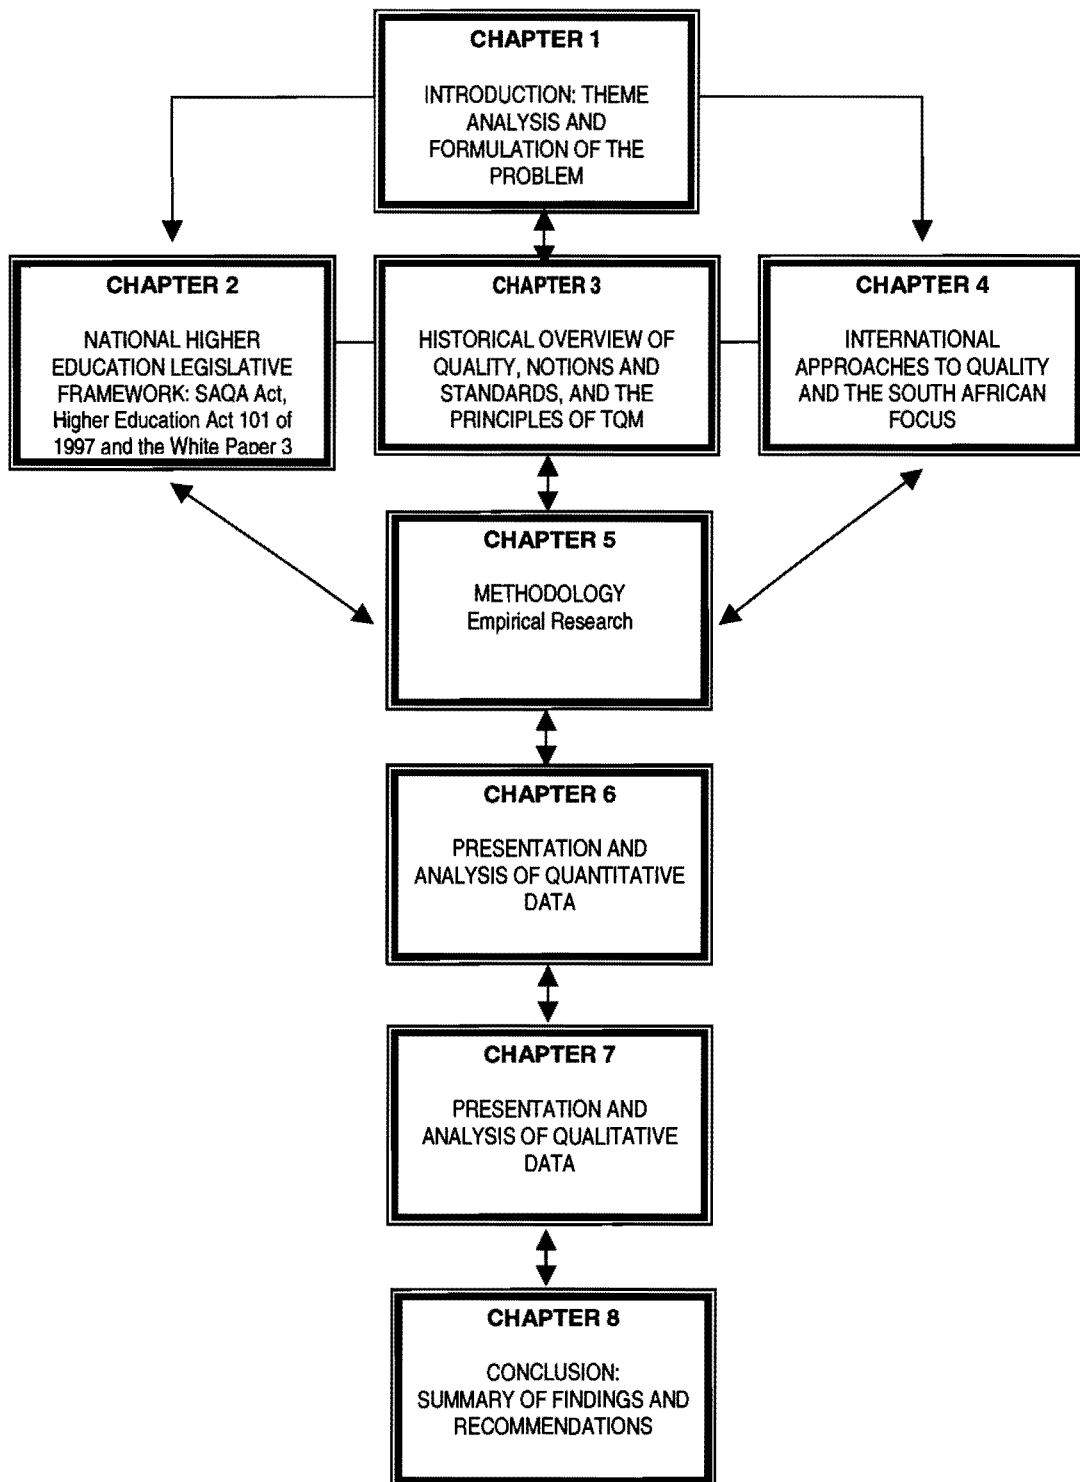 CHAPTER 1
INTRODUCTION: THEME
ANALYSIS AND
FORMULATION OF THE
PROBLEM
CHAPTER 2
NATIONAL HIGHER
EDUCATION LEGISLATIVE
FRAMEWORK: SAQA Act,
Higher Education Act 101 of
1997 and the White Paper 3
CHAPTER 3
HISTORICAL OVERVIEW OF
QUALITY, NOTIONS AND
STANDARDS, AND THE
PRINCIPLES OF TQM
CHAPTER 4
INTERNATIONAL
APPROACHES TO QUALITY
AND THE SOUTH AFRICAN
FOCUS
CHAPTER 5
METHODOLOGY
Empirical Research
CHAPTER 6
PRESENTATION AND
ANALYSIS OF QUANTITATIVE
DATA
CHAPTER 7
PRESENTATION AND
ANALYSIS OF QUALITATIVE
DATA
CHAPTER 8
CONCLUSION:
SUMMARY OF FINDINGS AND
RECOMMENDATIONS